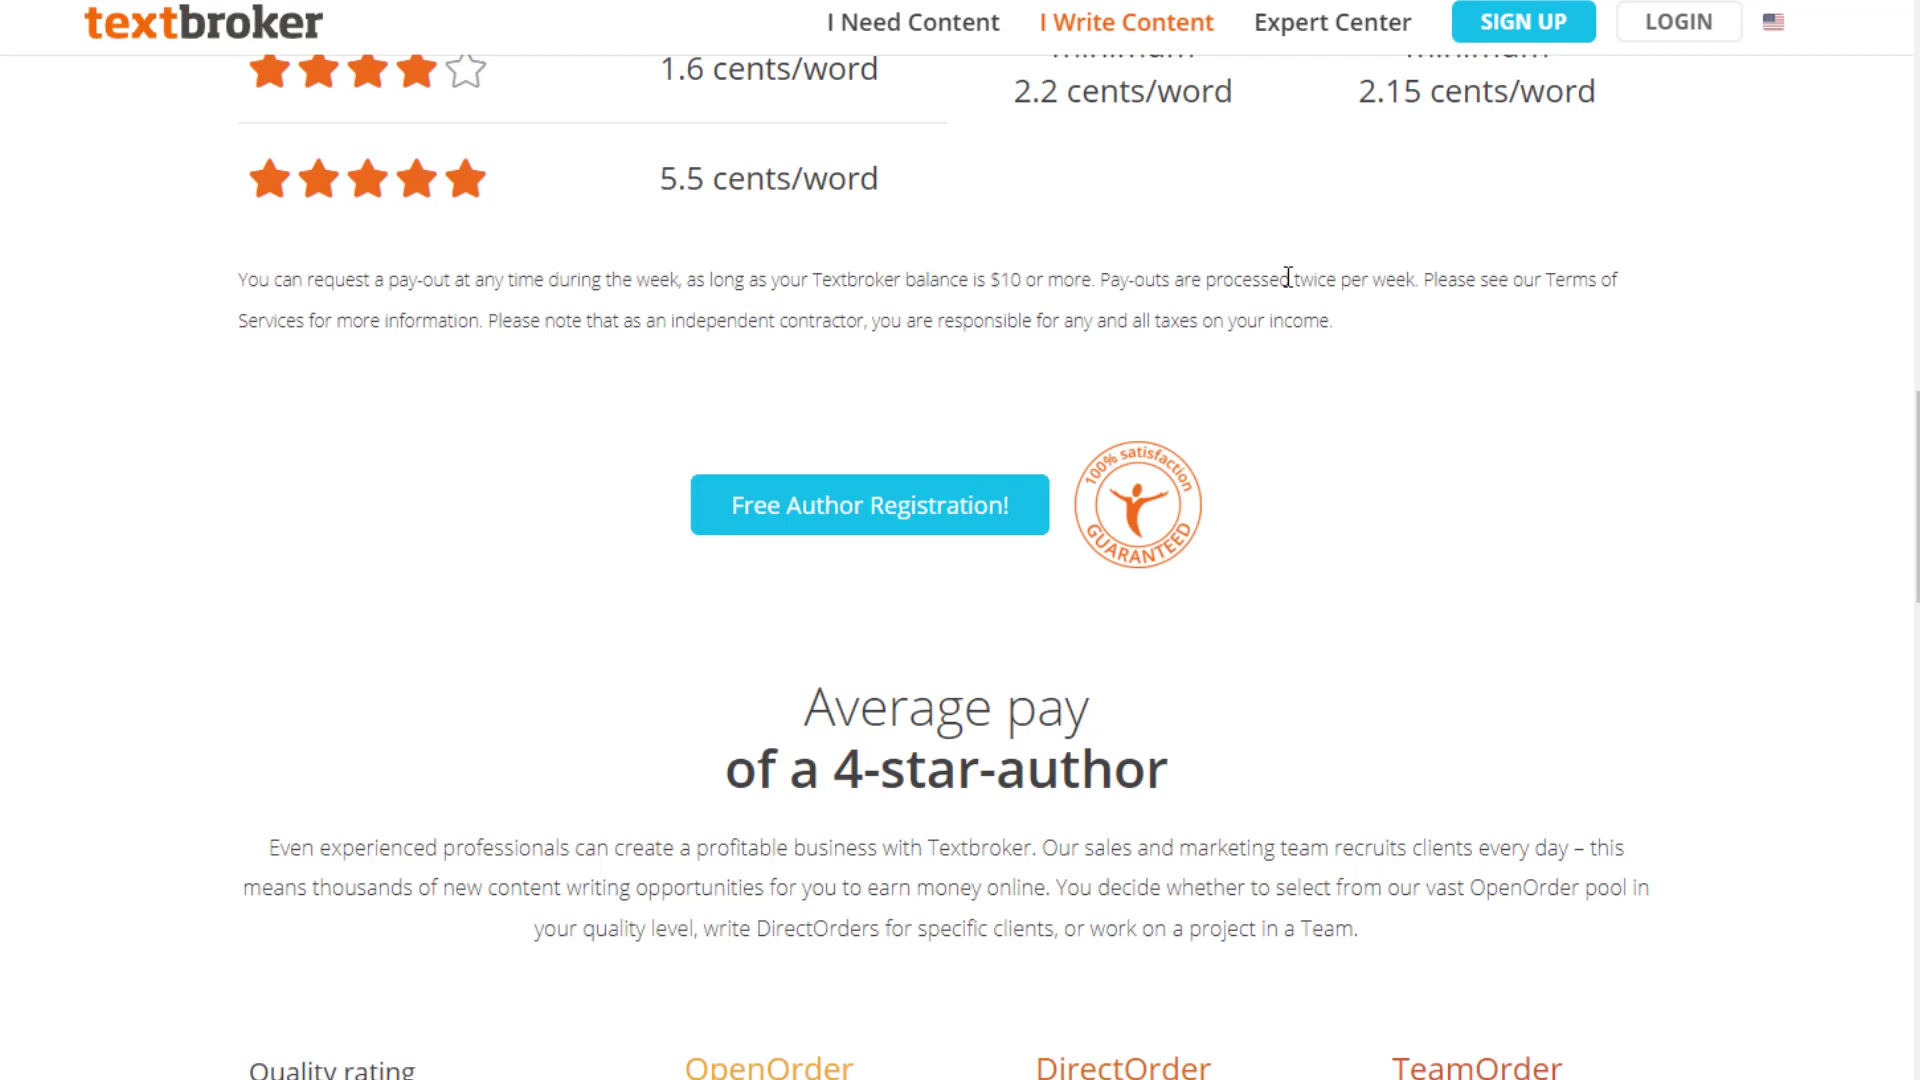 textbroker
I Need Content
I Write Content
Expert Center
SIGN UP
LOGIN
1.6 cents/word
2.2 cents/word
2.15 cents/word
5.5 cents/word
You can request a pay-out at any time during the week, as long as your Textbroker balance is $10 or more. Pay-outs are processed twice per week. Please see our Terms of
Services for more information. Please note that as an independent contractor, you are responsible for any and all taxes on your income.
Free Author Registration!
100% satisfaction
GUARANTEED
Average pay
of a 4-star-author
Even experienced professionals can create a profitable business with Textbroker. Our sales and marketing team recruits clients every day – this
means thousands of new content writing opportunities for you to earn money online. You decide whether to select from our vast OpenOrder pool in
your quality level, write DirectOrders for specific clients, or work on a project in a Team.
Quality rating
OpenOrder
DirectOrder
TeamOrder